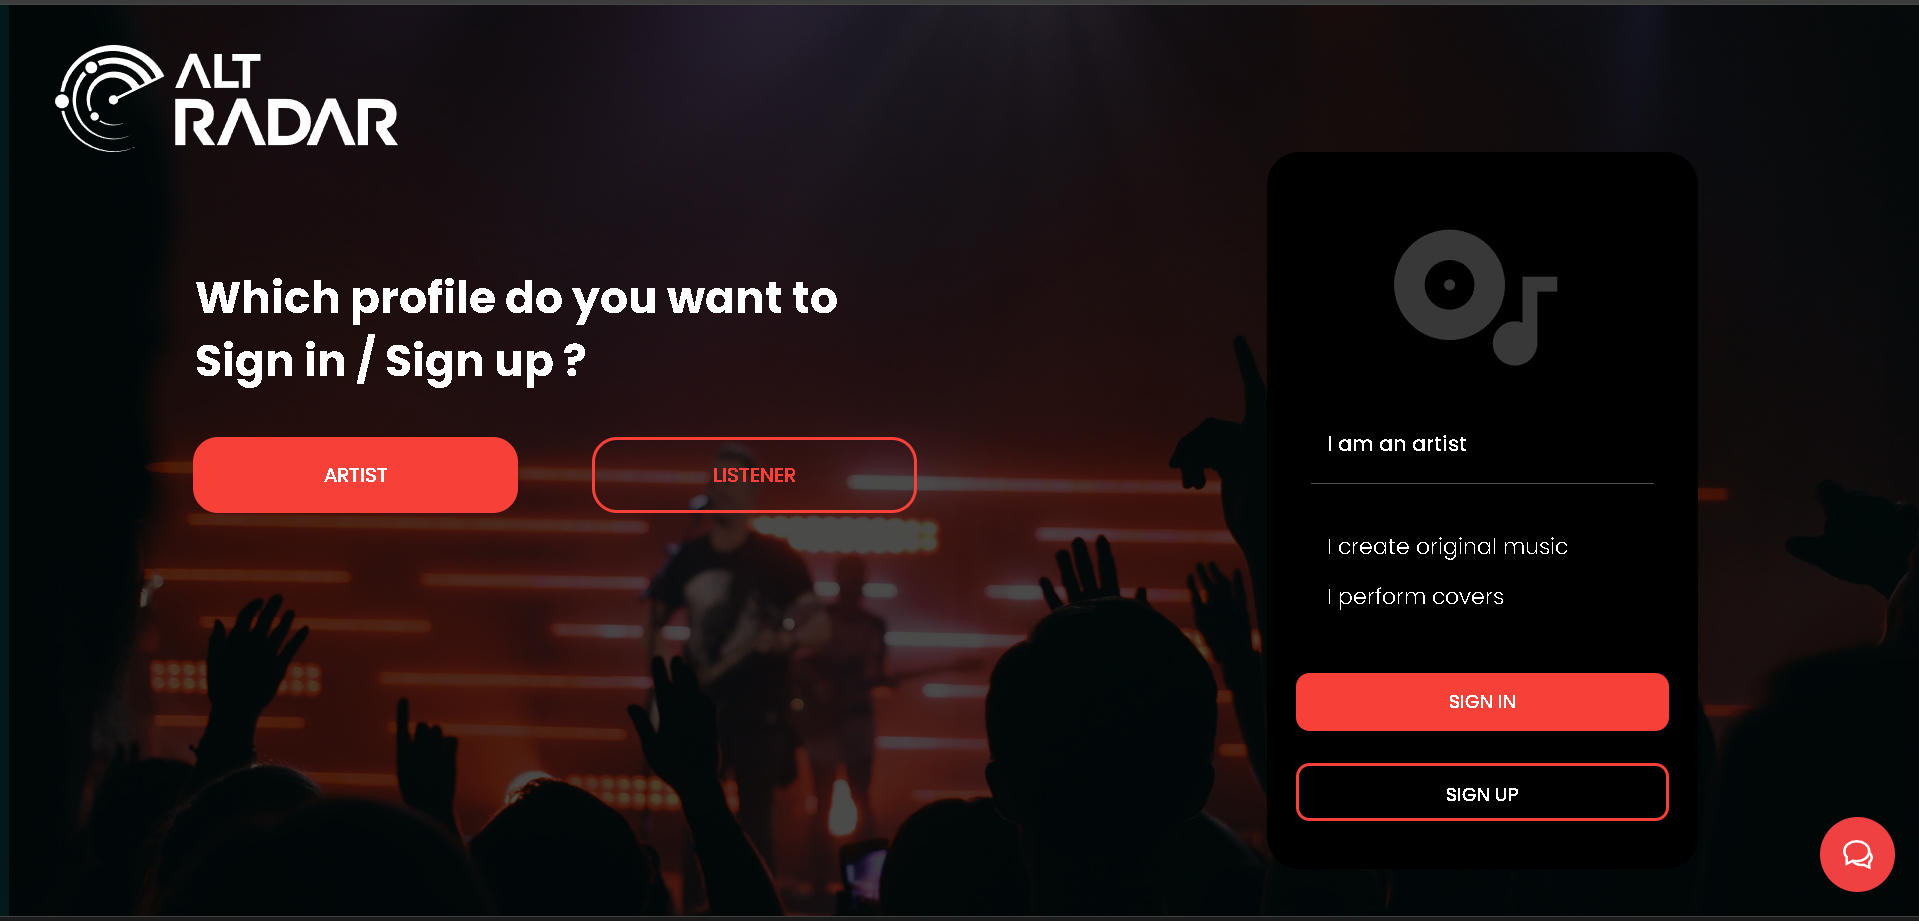 ALT
RADAR
Which profile do you want to
Sign in / Sign up ?
ARTIST
LISTENER
I am an artist
I create original music
I perform covers
SIGN IN
SIGN UP